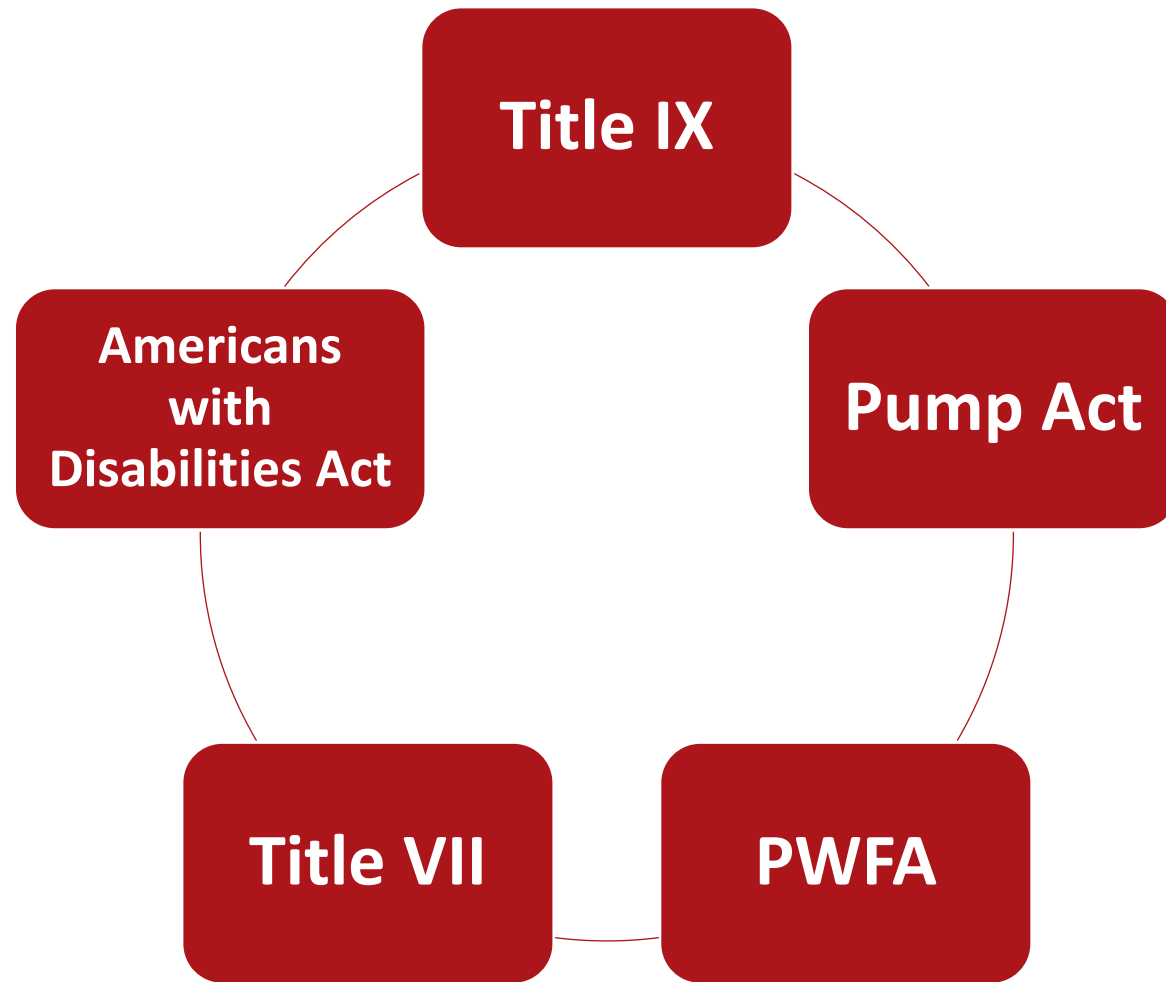 Title IX
Americans
with
Disabilities Act
Pump Act
Title VII
PWFA